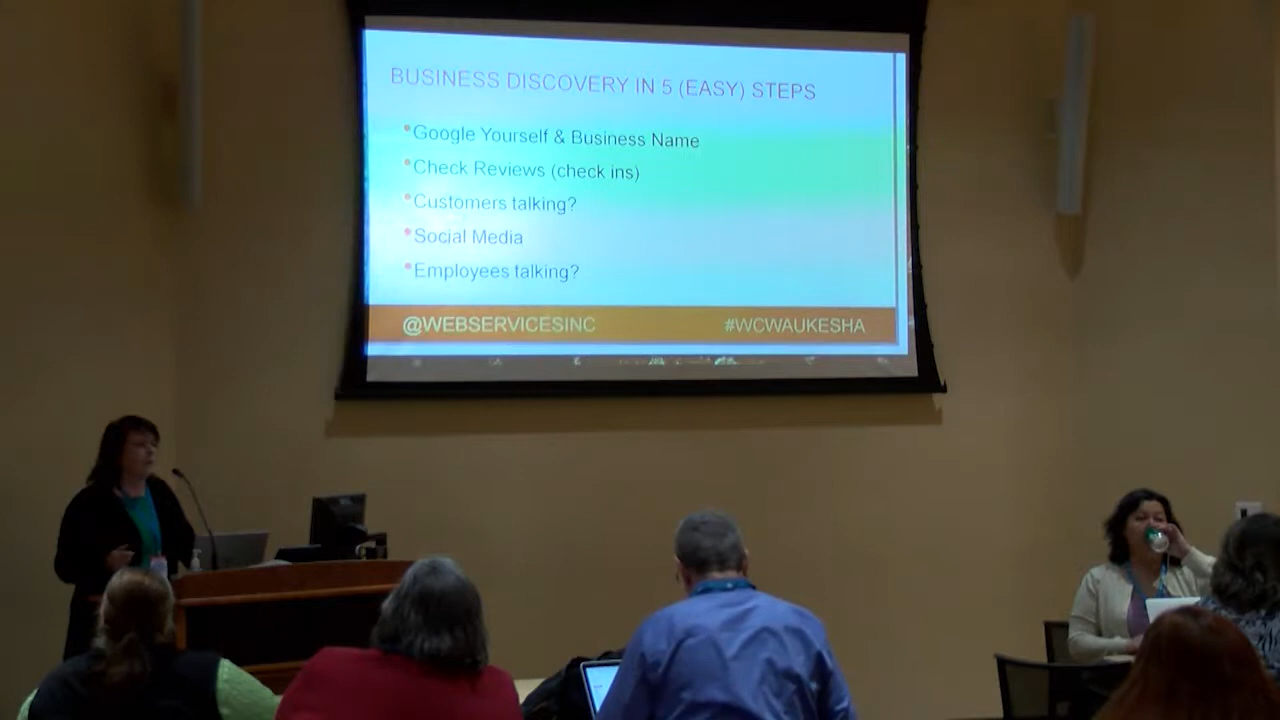 BUSINESS DISCOVERY IN 5 (EASY) STEPS
•Google Yourself & Business Name
•Check Reviews (check ins)
•Customers talking?
•Social Media
•Employees talking?
@WEBSERVICESINC #WCWAUKESHA